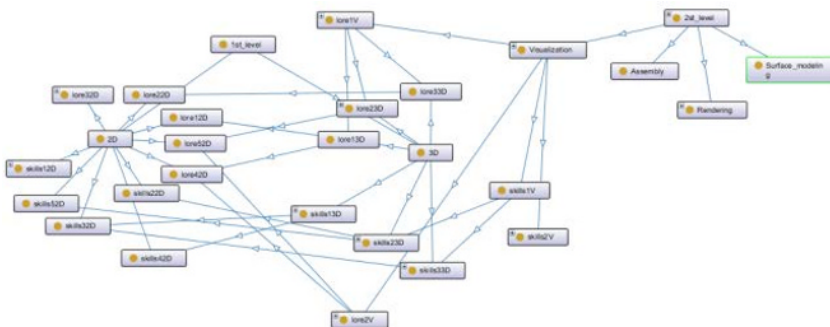 lore1V
2st_level
1st_level
Visualization
Assembly
Surface_modelin
g
lore32D
lore22D
lore33D
Rendering
lore12D
lore23D
2D
lore52D
lore13D
3D
skills12D
lore42D
skills22D
skills1V
skills52D
skills32D
skills13D
skills23D
skills2V
skills42D
skills33D
lore2V